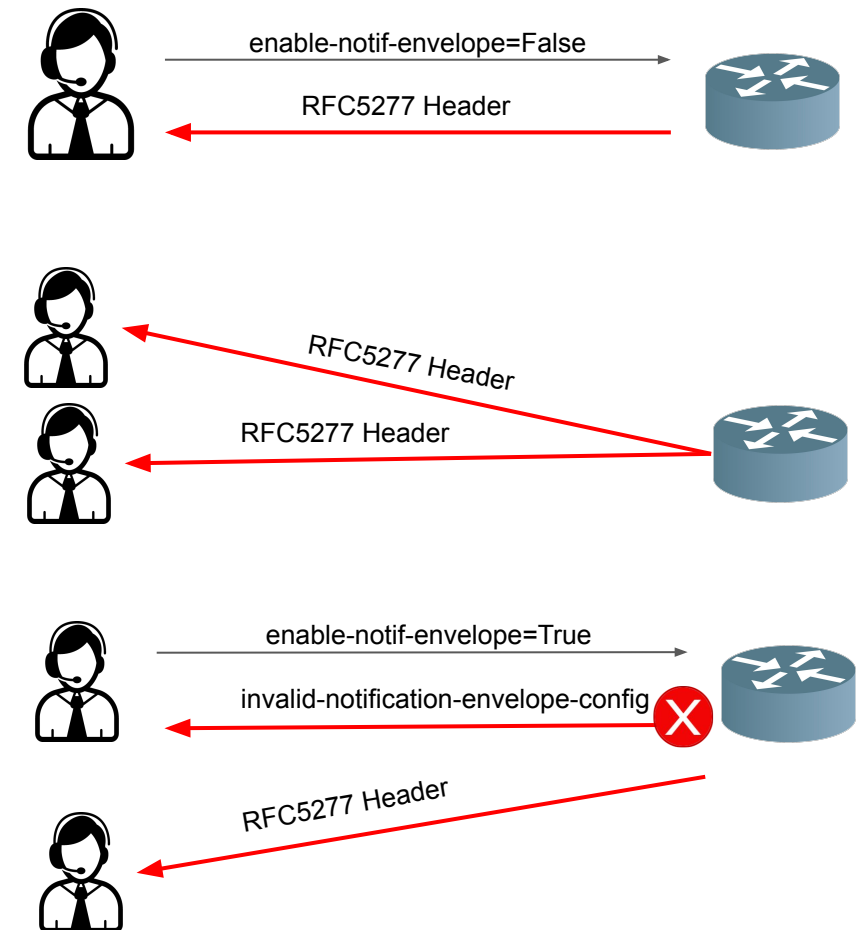 enable-notif-envelope=False
RFC5277 Header
RFC5277 Header
RFC5277 Header
enable-notif-envelope=True
invalid-notification-envelope-config
X
RFC5277 Header